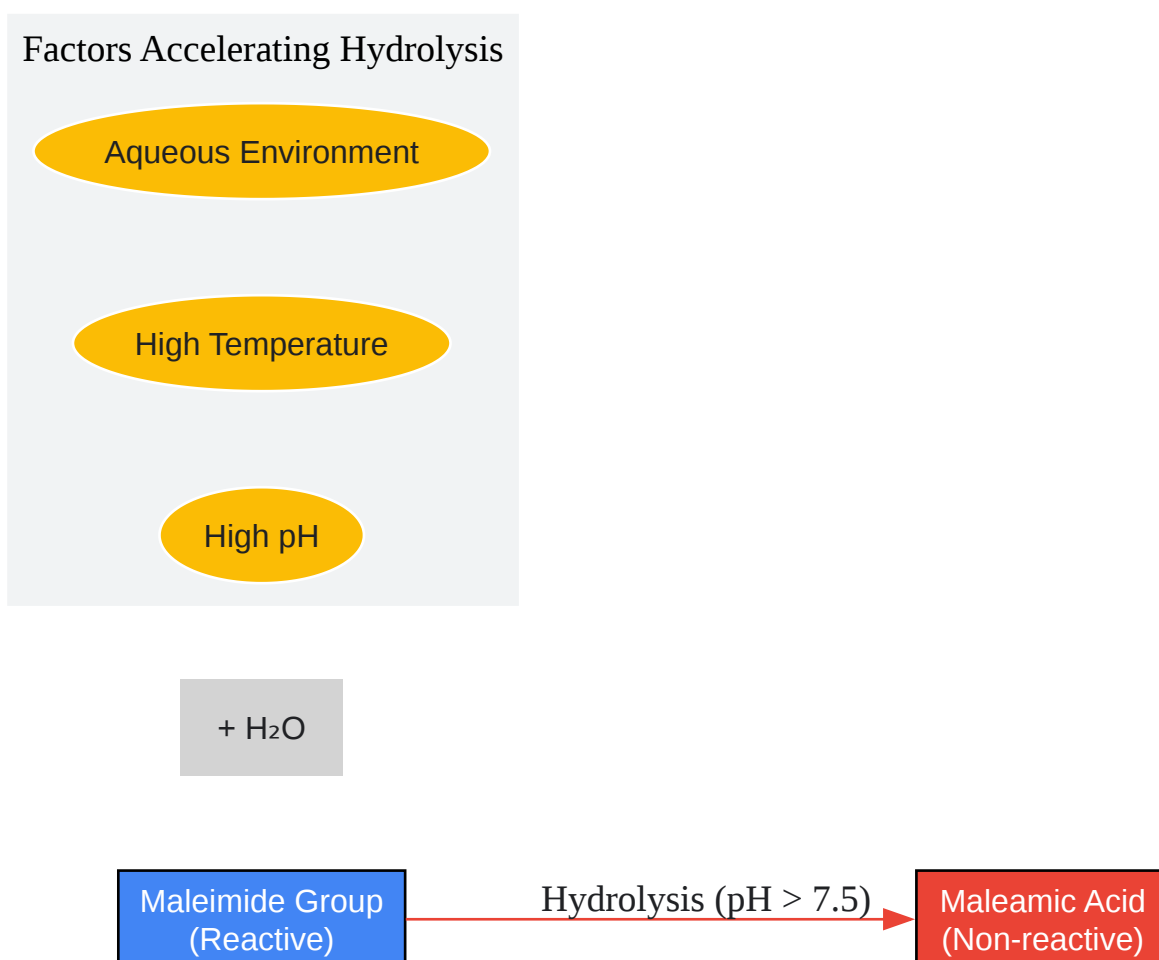 Factors Accelerating Hydrolysis
Aqueous Environment
High Temperature
High pH
+ H₂O
Maleimide Group
(Reactive)
Hydrolysis (pH > 7.5)
Maleamic Acid
(Non-reactive)